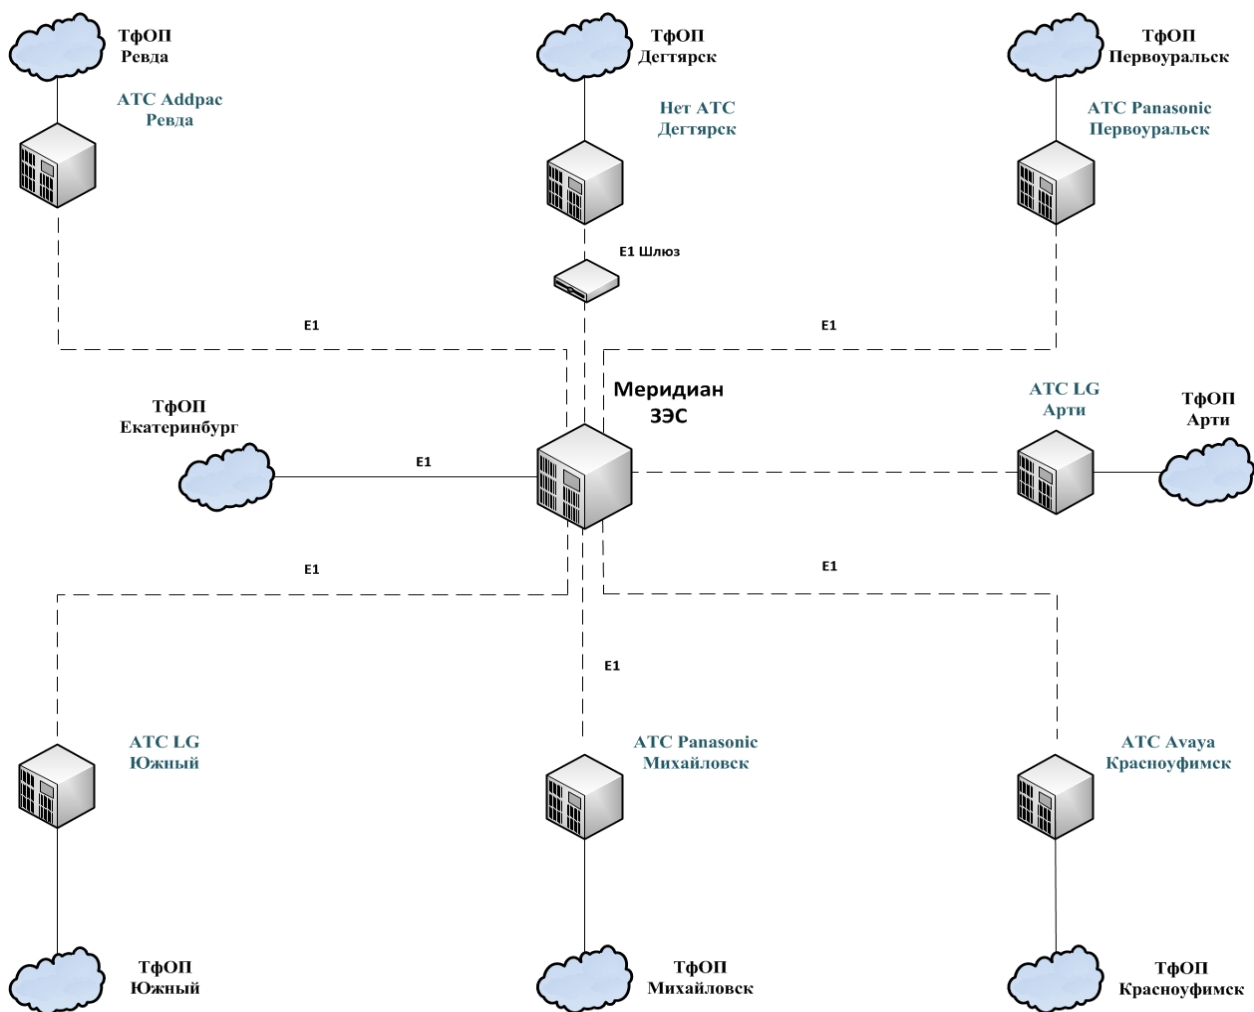 ТфОП
Ревда
ТфОП
Дегтярск
ТфОП
Первоуральск
АТС Addpac
Ревда
Нет АТС
Дегтярск
АТС Panasonic
Первоуральск
E1 Шлюз
E1
E1
Меридиан
ЗЭС
АТС LG
Арти
ТфОП
Арти
ТфОП
Екатеринбург
E1
E1
E1
E1
АТС LG
Южный
АТС Panasonic
Михайловск
АТС Avaya
Красноуфимск
ТфОП
Южный
ТфОП
Михайловск
ТфОП
Красноуфимск